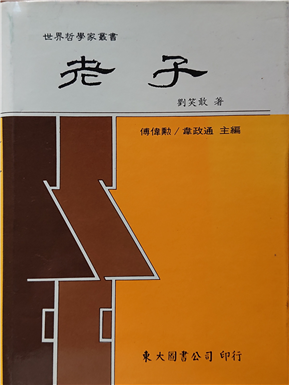 世界哲學家叢書
老子
劉笑敢 著
傅偉勳/韋政通 主編
東大圖書公司 印行